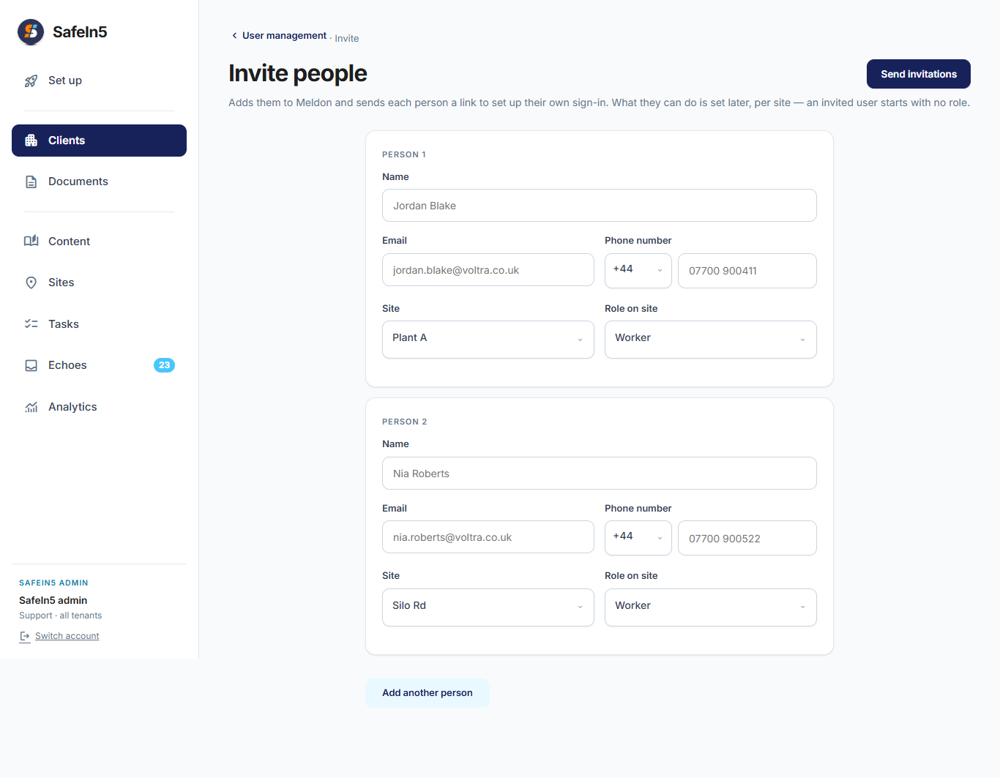 SafeIn5
Set up
Clients
Documents
Content
Sites
Tasks
Echoes 23
Analytics
SAFEIN5 ADMIN
SafeIn5 admin
Support · all tenants
Switch account
User management · Invite
Invite people
Send invitations
Adds them to Meldon and sends each person a link to set up their own sign-in. What they can do is set later, per site — an invited user starts with no role.
PERSON 1
Name
Jordan Blake
Email Phone number
jordan.blake@voltra.co.uk +44 07700 900411
Site Role on site
Plant A Worker
PERSON 2
Name
Nia Roberts
Email Phone number
nia.roberts@voltra.co.uk +44 07700 900522
Site Role on site
Silo Rd Worker
Add another person